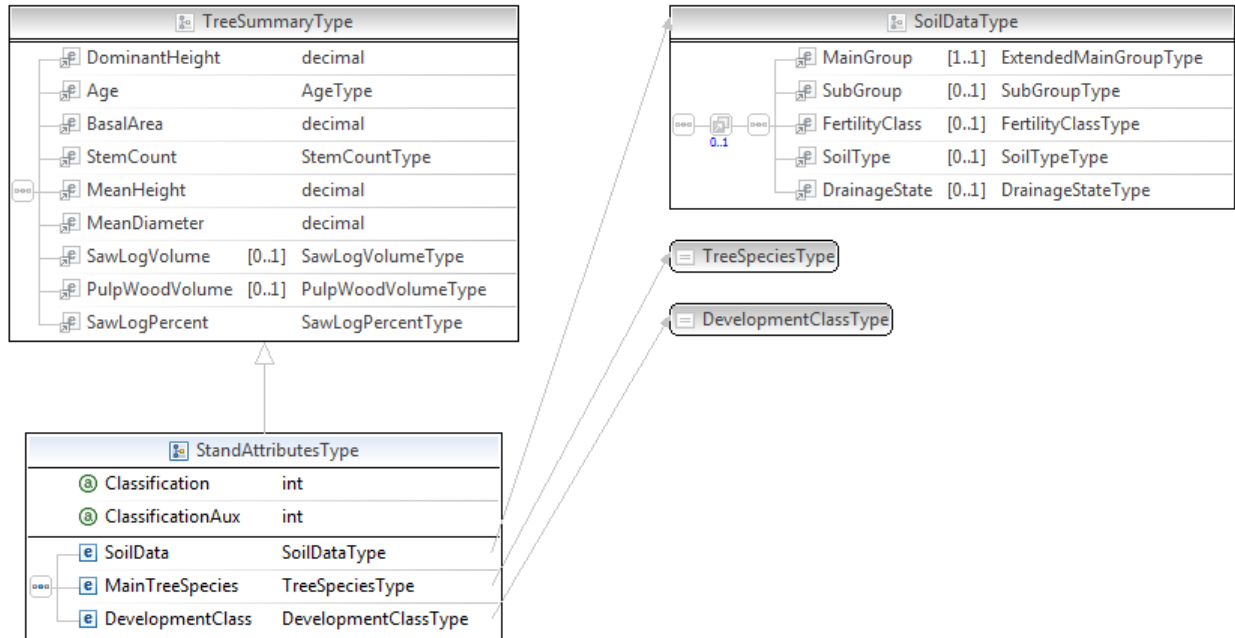 TreeSummaryType
DominantHeight decimal
Age AgeType
BasalArea decimal
StemCount StemCountType
MeanHeight decimal
MeanDiameter decimal
SawLogVolume [0..1] SawLogVolumeType
PulpWoodVolume [0..1] PulpWoodVolumeType
SawLogPercent SawLogPercentType
SoilDataType
MainGroup [1..1] ExtendedMainGroupType
SubGroup [0..1] SubGroupType
FertilityClass [0..1] FertilityClassType
0..1
SoilType [0..1] SoilTypeType
DrainageState [0..1] DrainageStateType
TreeSpeciesType
DevelopmentClassType
StandAttributesType
a Classification int
a ClassificationAux int
e SoilData SoilDataType
e MainTreeSpecies TreeSpeciesType
e DevelopmentClass DevelopmentClassType